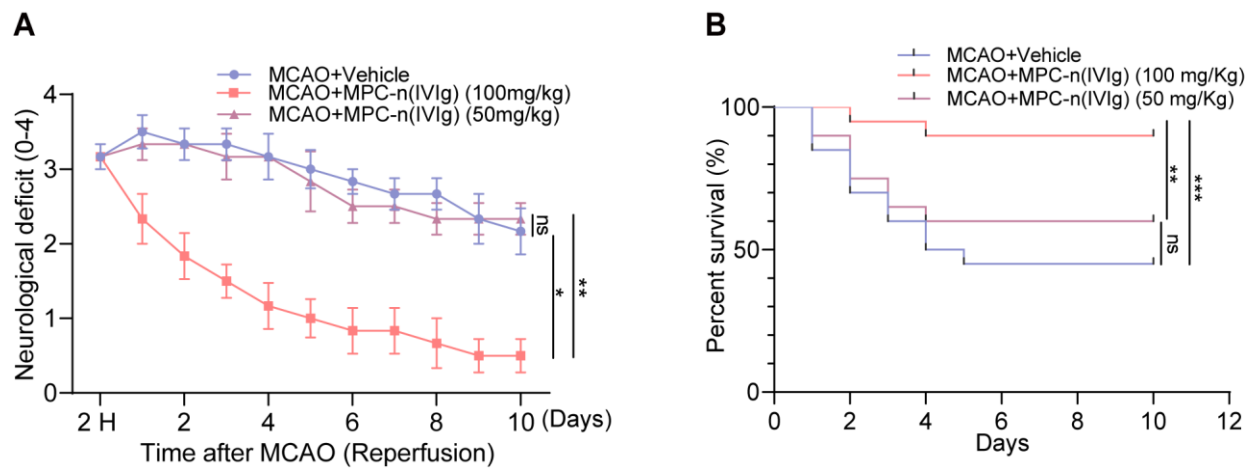 A
MCAO+Vehicle
MCAO+MPC-n(IVIg) (100mg/kg)
MCAO+MPC-n(IVIg) (50mg/kg)
Neurological deficit (0-4)
4
3
2
1
0
ns
*
**
2 H
2
4
6
8
10
(Days)
Time after MCAO (Reperfusion)
B
MCAO+Vehicle
MCAO+MPC-n(IVIg) (100 mg/Kg)
MCAO+MPC-n(IVIg) (50 mg/Kg)
Percent survival (%)
100
50
0
**
***
ns
0
2
4
6
8
10
12
Days